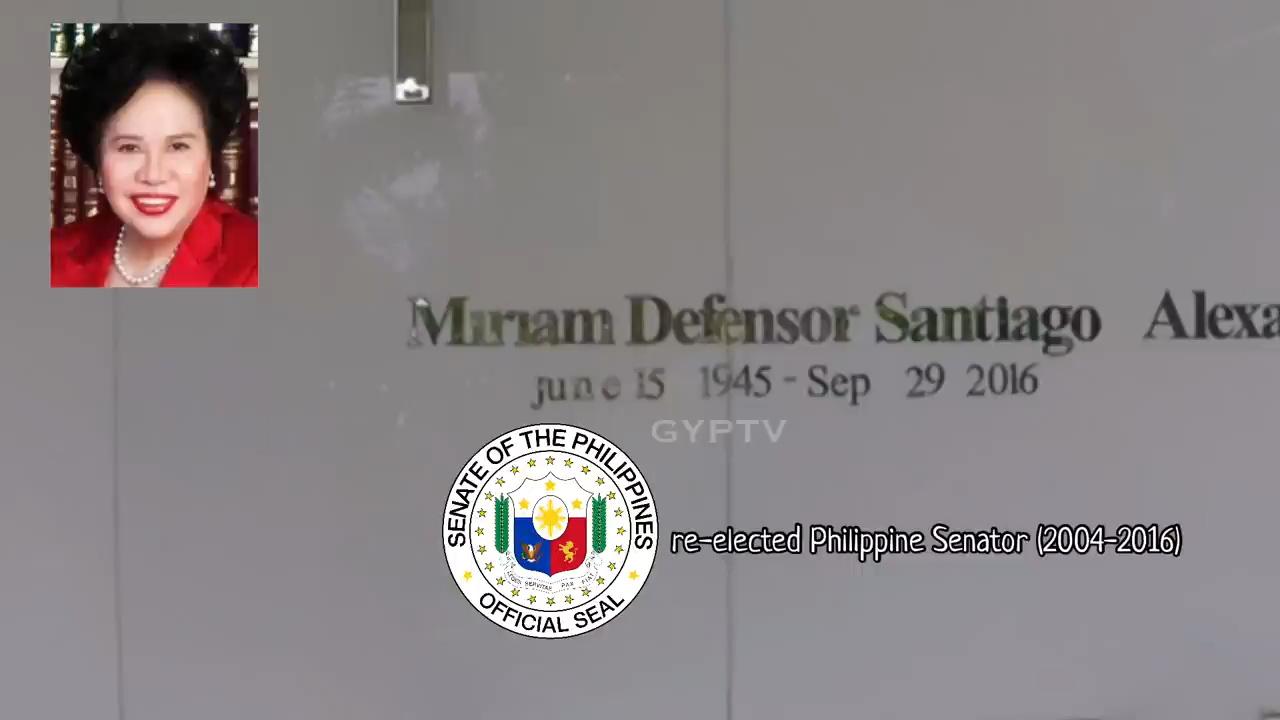 Miriam Defensor Santiago Alexa
june 15 1945 - Sep 29 2016
GYPTV
SENATE OF THE PHILIPPINES
re-elected Philippine Senator (2004-2016)
OFFICIAL SEAL